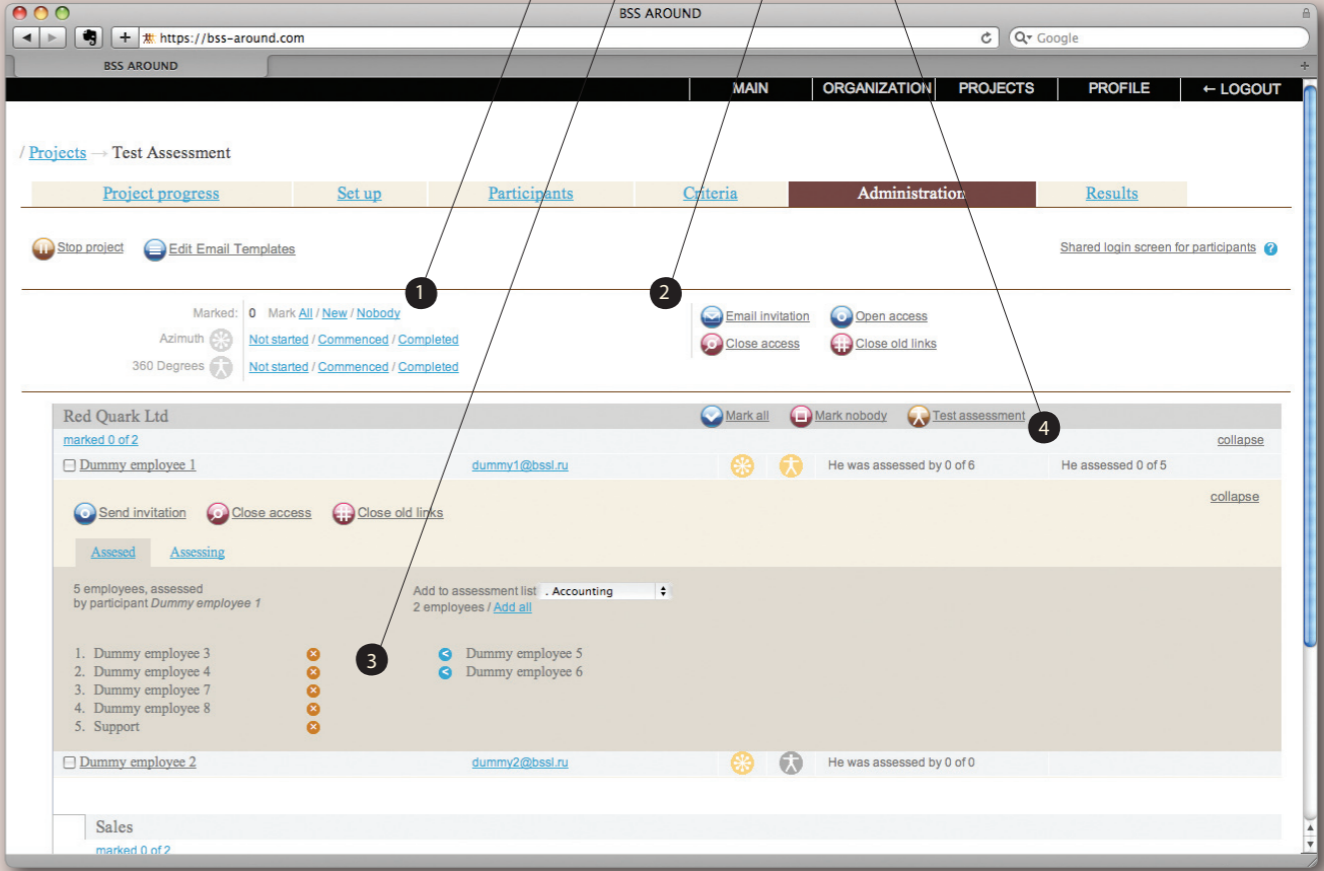 BSS AROUND
https://bss-around.com
Google
BSS AROUND
MAIN ORGANIZATION PROJECTS PROFILE ← LOGOUT
/ Projects → Test Assessment
Project progress Set up Participants Criteria Administration Results
Stop project Edit Email Templates Shared login screen for participants ?
1 2
Marked: 0 Mark All / New / Nobody
Email invitation Open access
Azimuth Not started / Commenced / Completed
Close access Close old links
360 Degrees Not started / Commenced / Completed
Red Quark Ltd Mark all Mark nobody Test assessment
4
marked 0 of 2 collapse
Dummy employee 1 dummy1@bssl.ru He was assessed by 0 of 6 He assessed 0 of 5
collapse
Send invitation Close access Close old links
Assesed Assessing
5 employees, assessed
by participant Dummy employee 1
Add to assessment list . Accounting
2 employees / Add all
3
1. Dummy employee 3
2. Dummy employee 4
3. Dummy employee 7
4. Dummy employee 8
5. Support
Dummy employee 5
Dummy employee 6
Dummy employee 2 dummy2@bssl.ru He was assessed by 0 of 0
Sales
marked 0 of 2